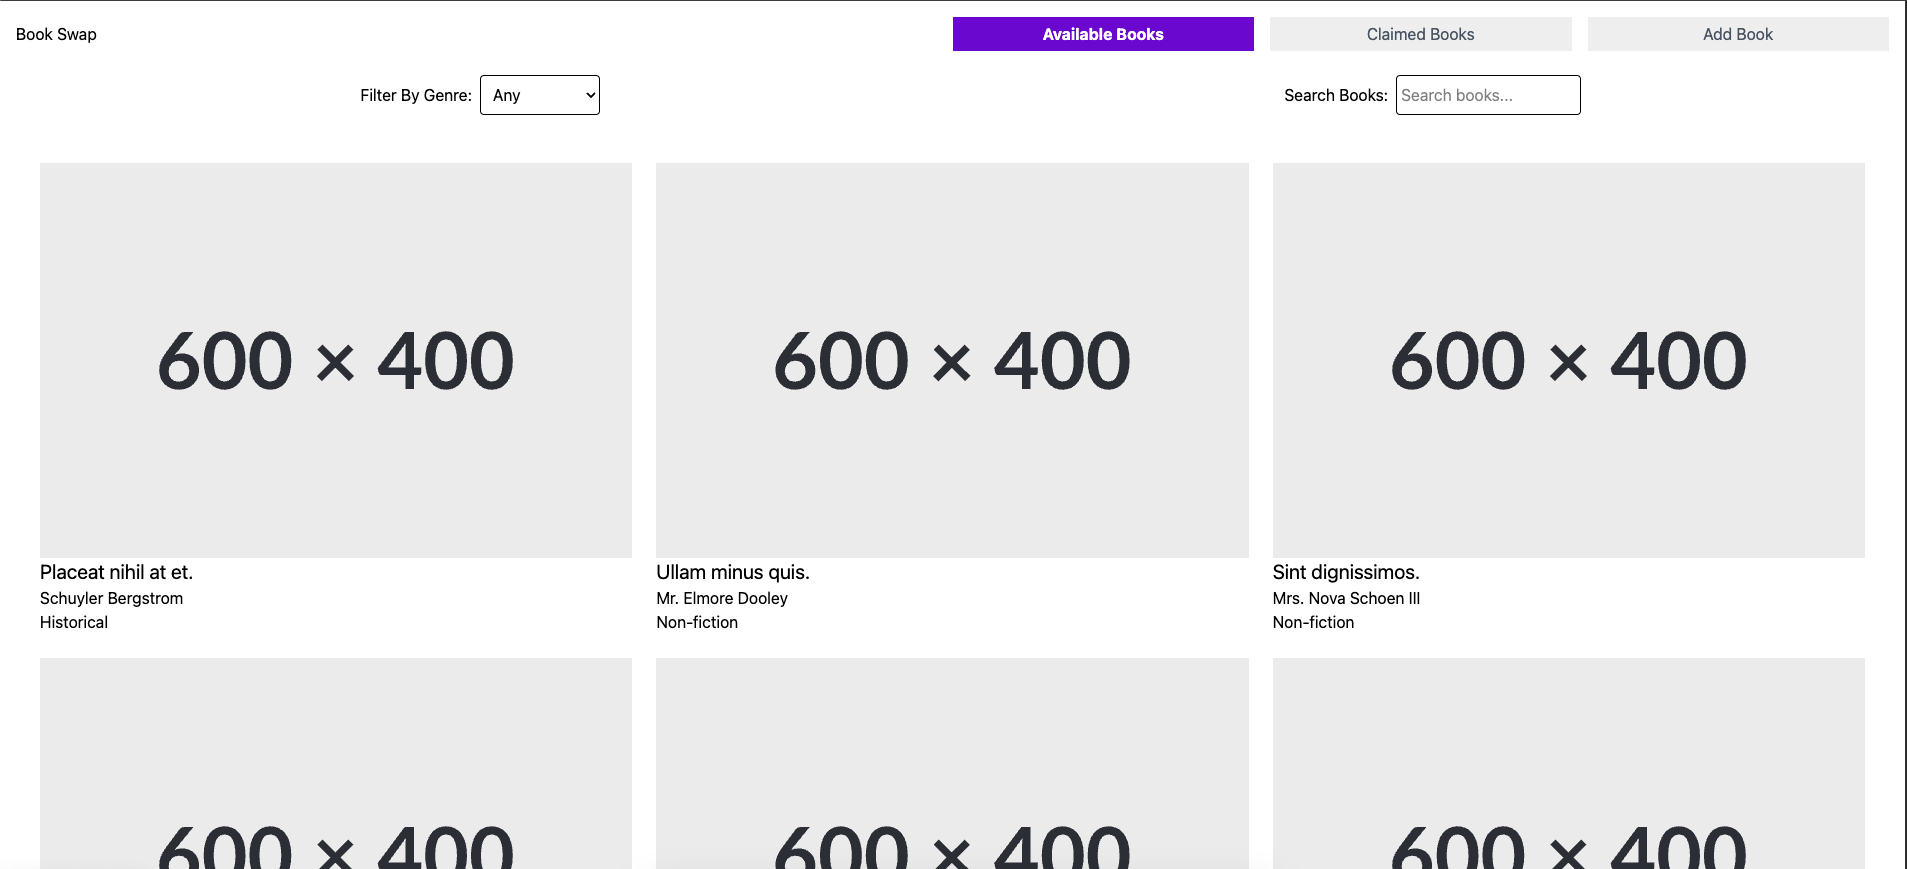 Book Swap Available Books Claimed Books Add Book
Filter By Genre: Any Search Books: Search books...
600 × 400 600 × 400 600 × 400
Placeat nihil at et. Ullam minus quis. Sint dignissimos.
Schuyler Bergstrom Mr. Elmore Dooley Mrs. Nova Schoen III
Historical Non-fiction Non-fiction
600 × 400 600 × 400 600 × 400